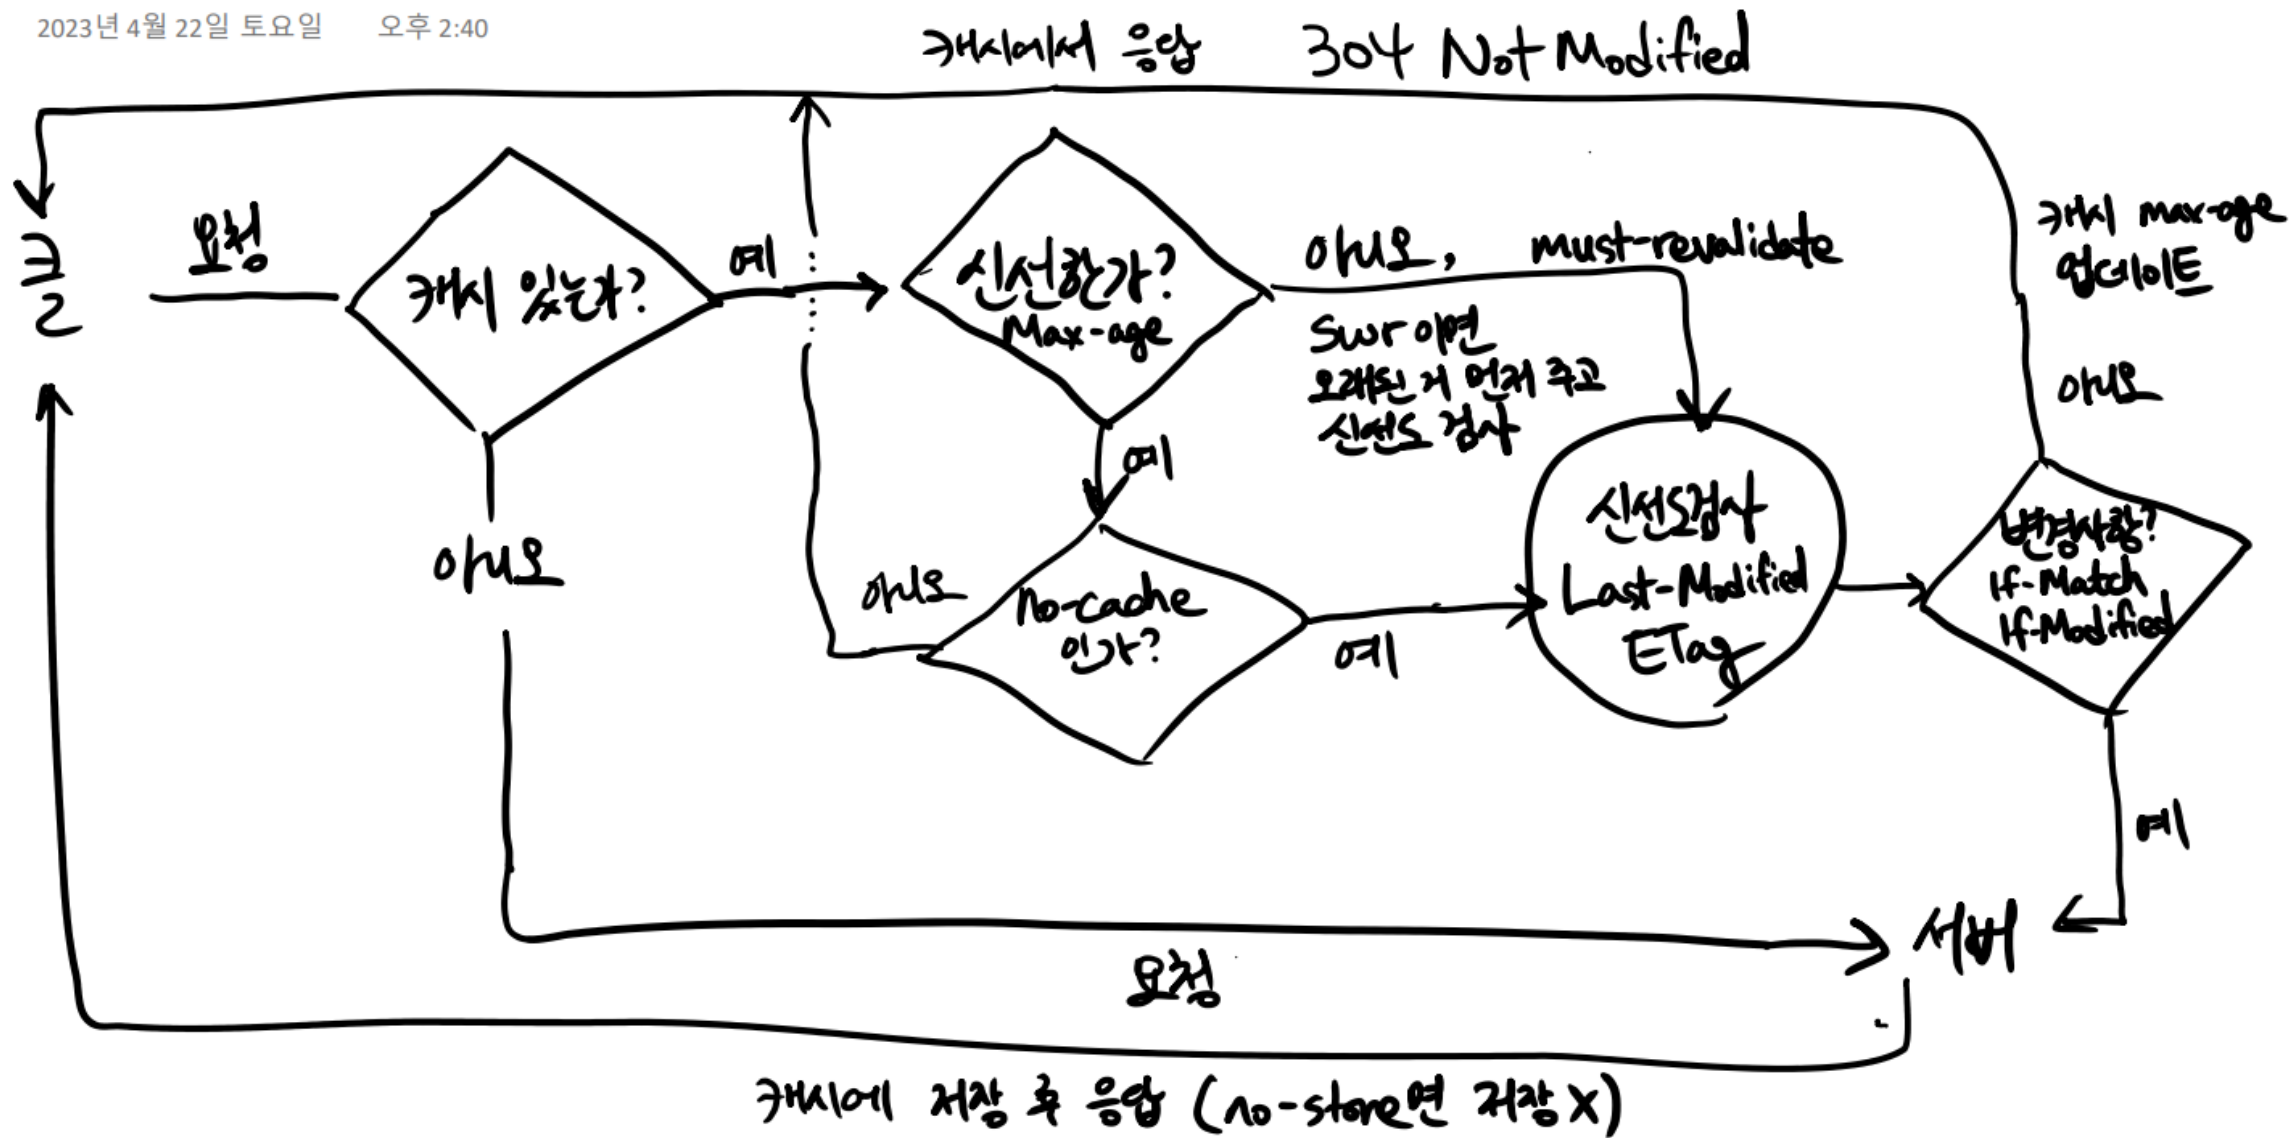 2023년 4월 22일 토요일 오후 2:40
캐시에서 응답 304 Not Modified
클
요청
캐시 있는가?
예
신선한가?
Max-age
아니오, must-revalidate
swr이면
오래된 거 먼저 주고
신선도 검사
캐시 max-age
업데이트
아니오
예
아니오
아니오
no-cache
인가?
예
신선도검사
Last-Modified
ETag
변경사항?
If-Match
If-Modified
예
서버
요청
캐시에 저장 후 응답 (no-store면 저장X)